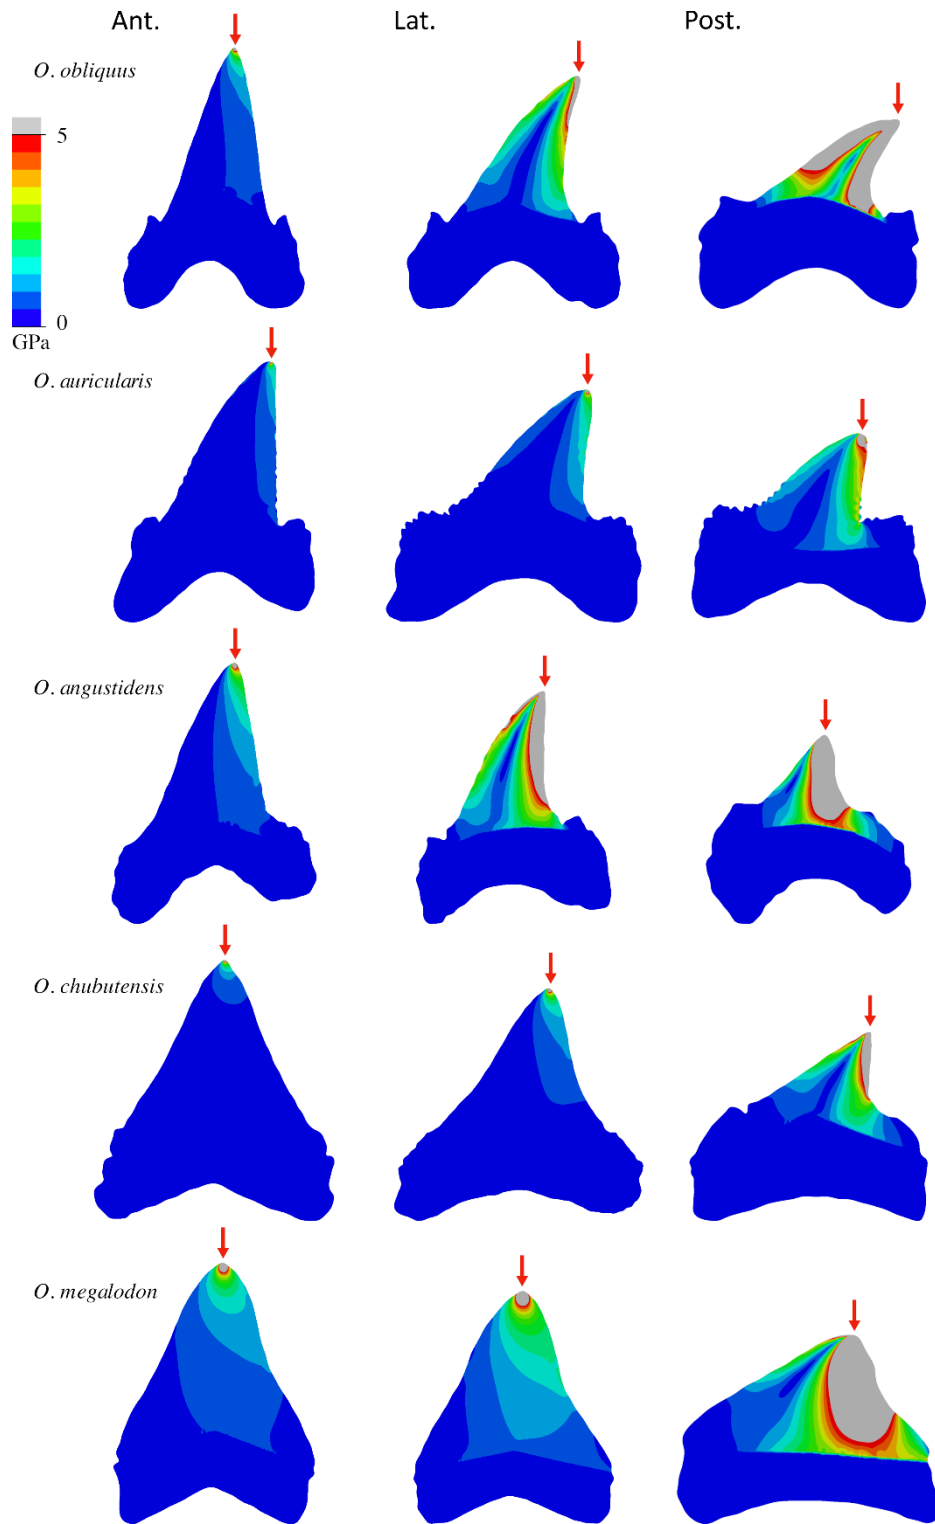 Ant. Lat. Post.
O. obliquus
5
0
GPa
O. auricularis
O. angustidens
O. chubutensis
O. megalodon